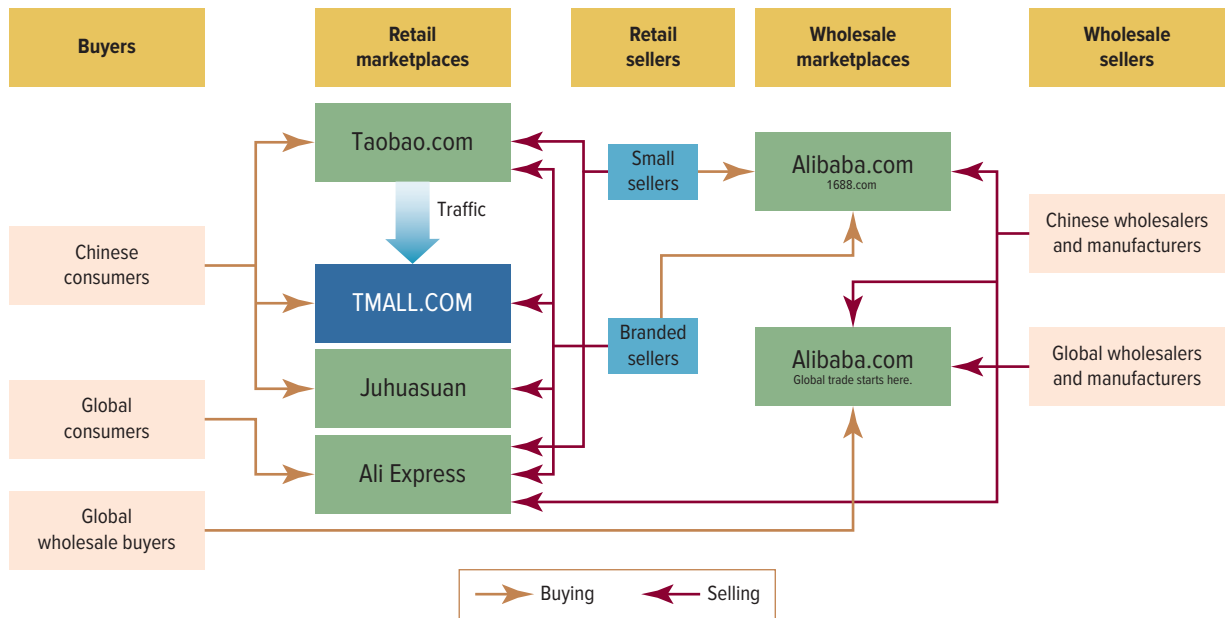 Buyers
Retail
marketplaces
Retail
sellers
Wholesale
marketplaces
Wholesale
sellers
Taobao.com
Traffic
TMALL.COM
Juhuasuan
Ali Express
Chinese
consumers
Global
consumers
Global
wholesale buyers
Small
sellers
Branded
sellers
Alibaba.com
1688.com
Alibaba.com
Global trade starts here.
Chinese wholesalers
and manufacturers
Global wholesalers
and manufacturers
Buying
Selling